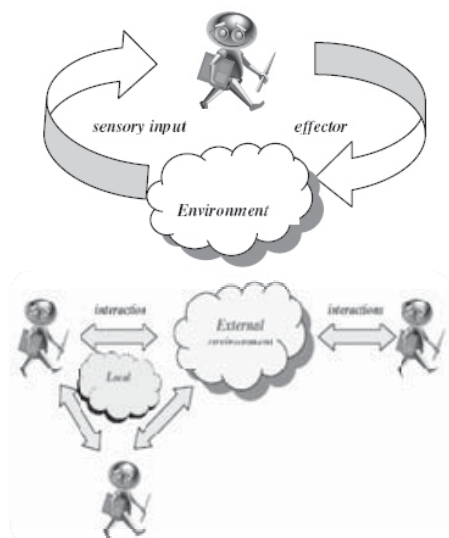 sensory input
effector
Environment
interaction
interactions
External
environment
Local